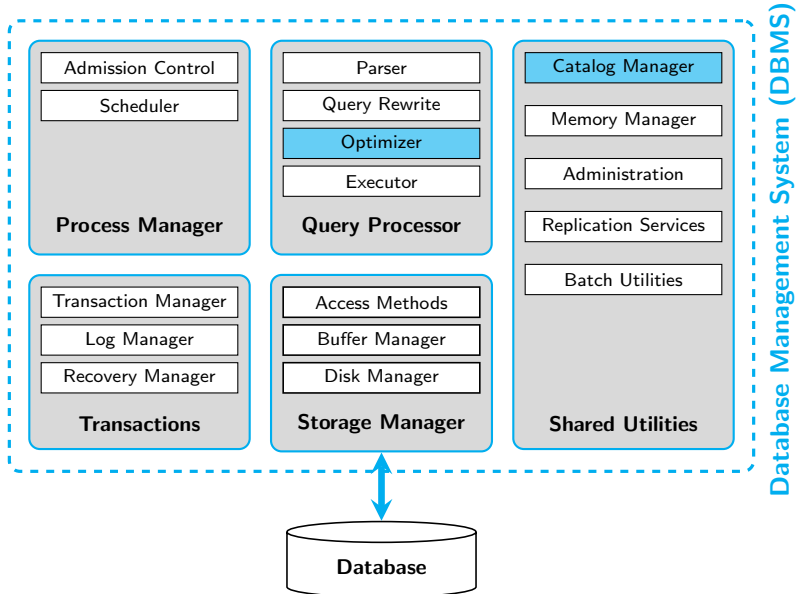 Admission Control
Scheduler
Process Manager
Parser
Query Rewrite
Optimizer
Executor
Query Processor
Catalog Manager
Memory Manager
Administration
Replication Services
Batch Utilities
Shared Utilities
Transaction Manager
Log Manager
Recovery Manager
Transactions
Access Methods
Buffer Manager
Disk Manager
Storage Manager
Database
Database Management System (DBMS)